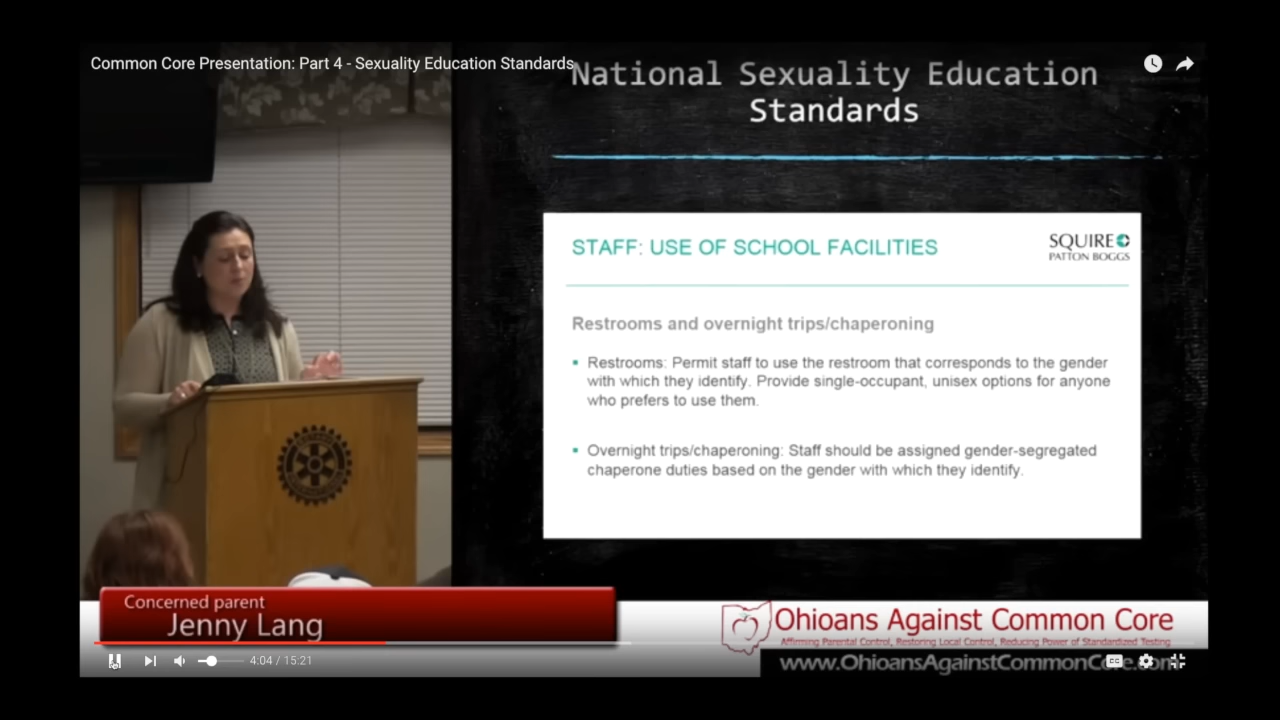 Common Core Presentation: Part 4 - Sexuality Education Standards
National Sexuality Education
Standards
STAFF: USE OF SCHOOL FACILITIES
SQUIRE
PATTON BOGGS
Restrooms and overnight trips/chaperoning
Restrooms: Permit staff to use the restroom that corresponds to the gender
with which they identify. Provide single-occupant, unisex options for anyone
who prefers to use them.
Overnight trips/chaperoning: Staff should be assigned gender-segregated
chaperone duties based on the gender with which they identify.
Concerned parent
Jenny Lang
Ohioans Against Common Core
Affirming Parental Control, Restoring Local Control, Reducing Power of Standardized Testing
4:04 / 15:21
www.OhioansAgainstCommonCore.com
CC